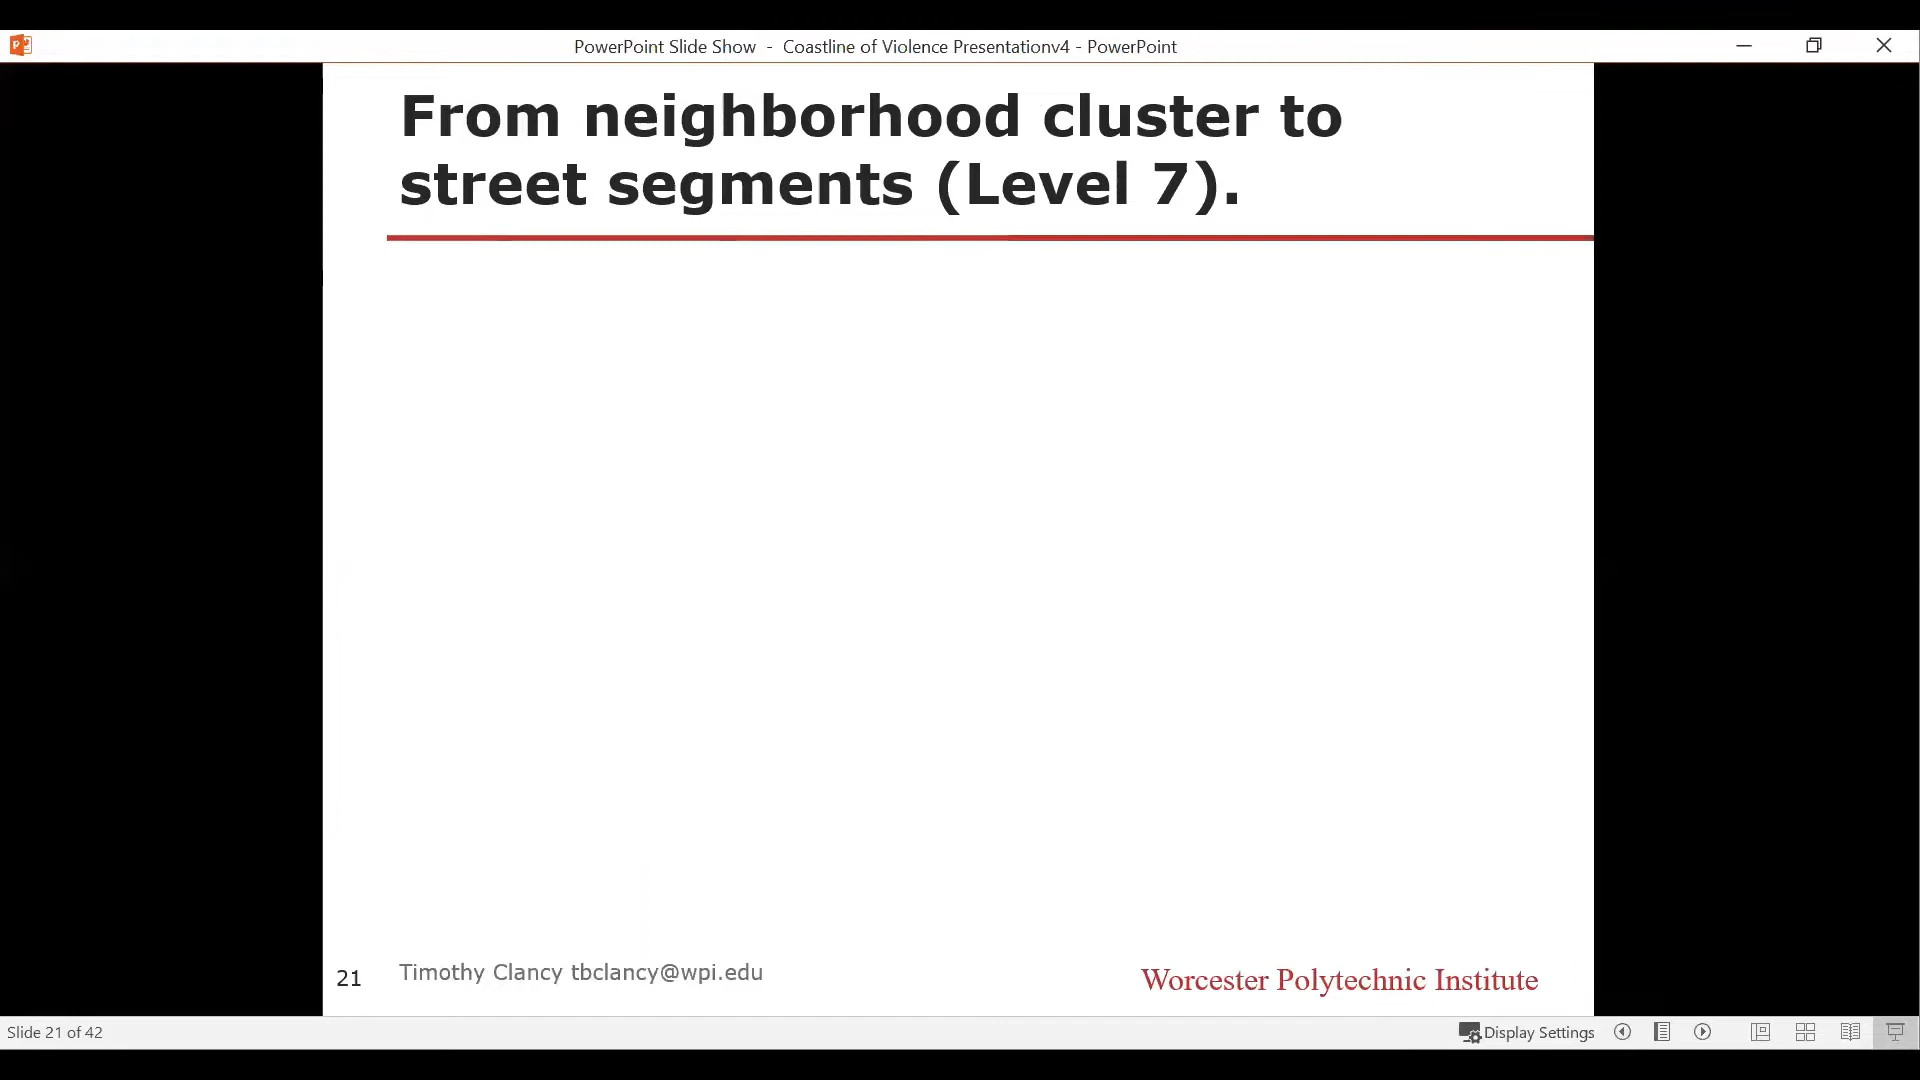 PowerPoint Slide Show - Coastline of Violence Presentationv4 - PowerPoint
From neighborhood cluster to
street segments (Level 7).
21
Timothy Clancy tbclancy@wpi.edu
Worcester Polytechnic Institute
Slide 21 of 42
Display Settings